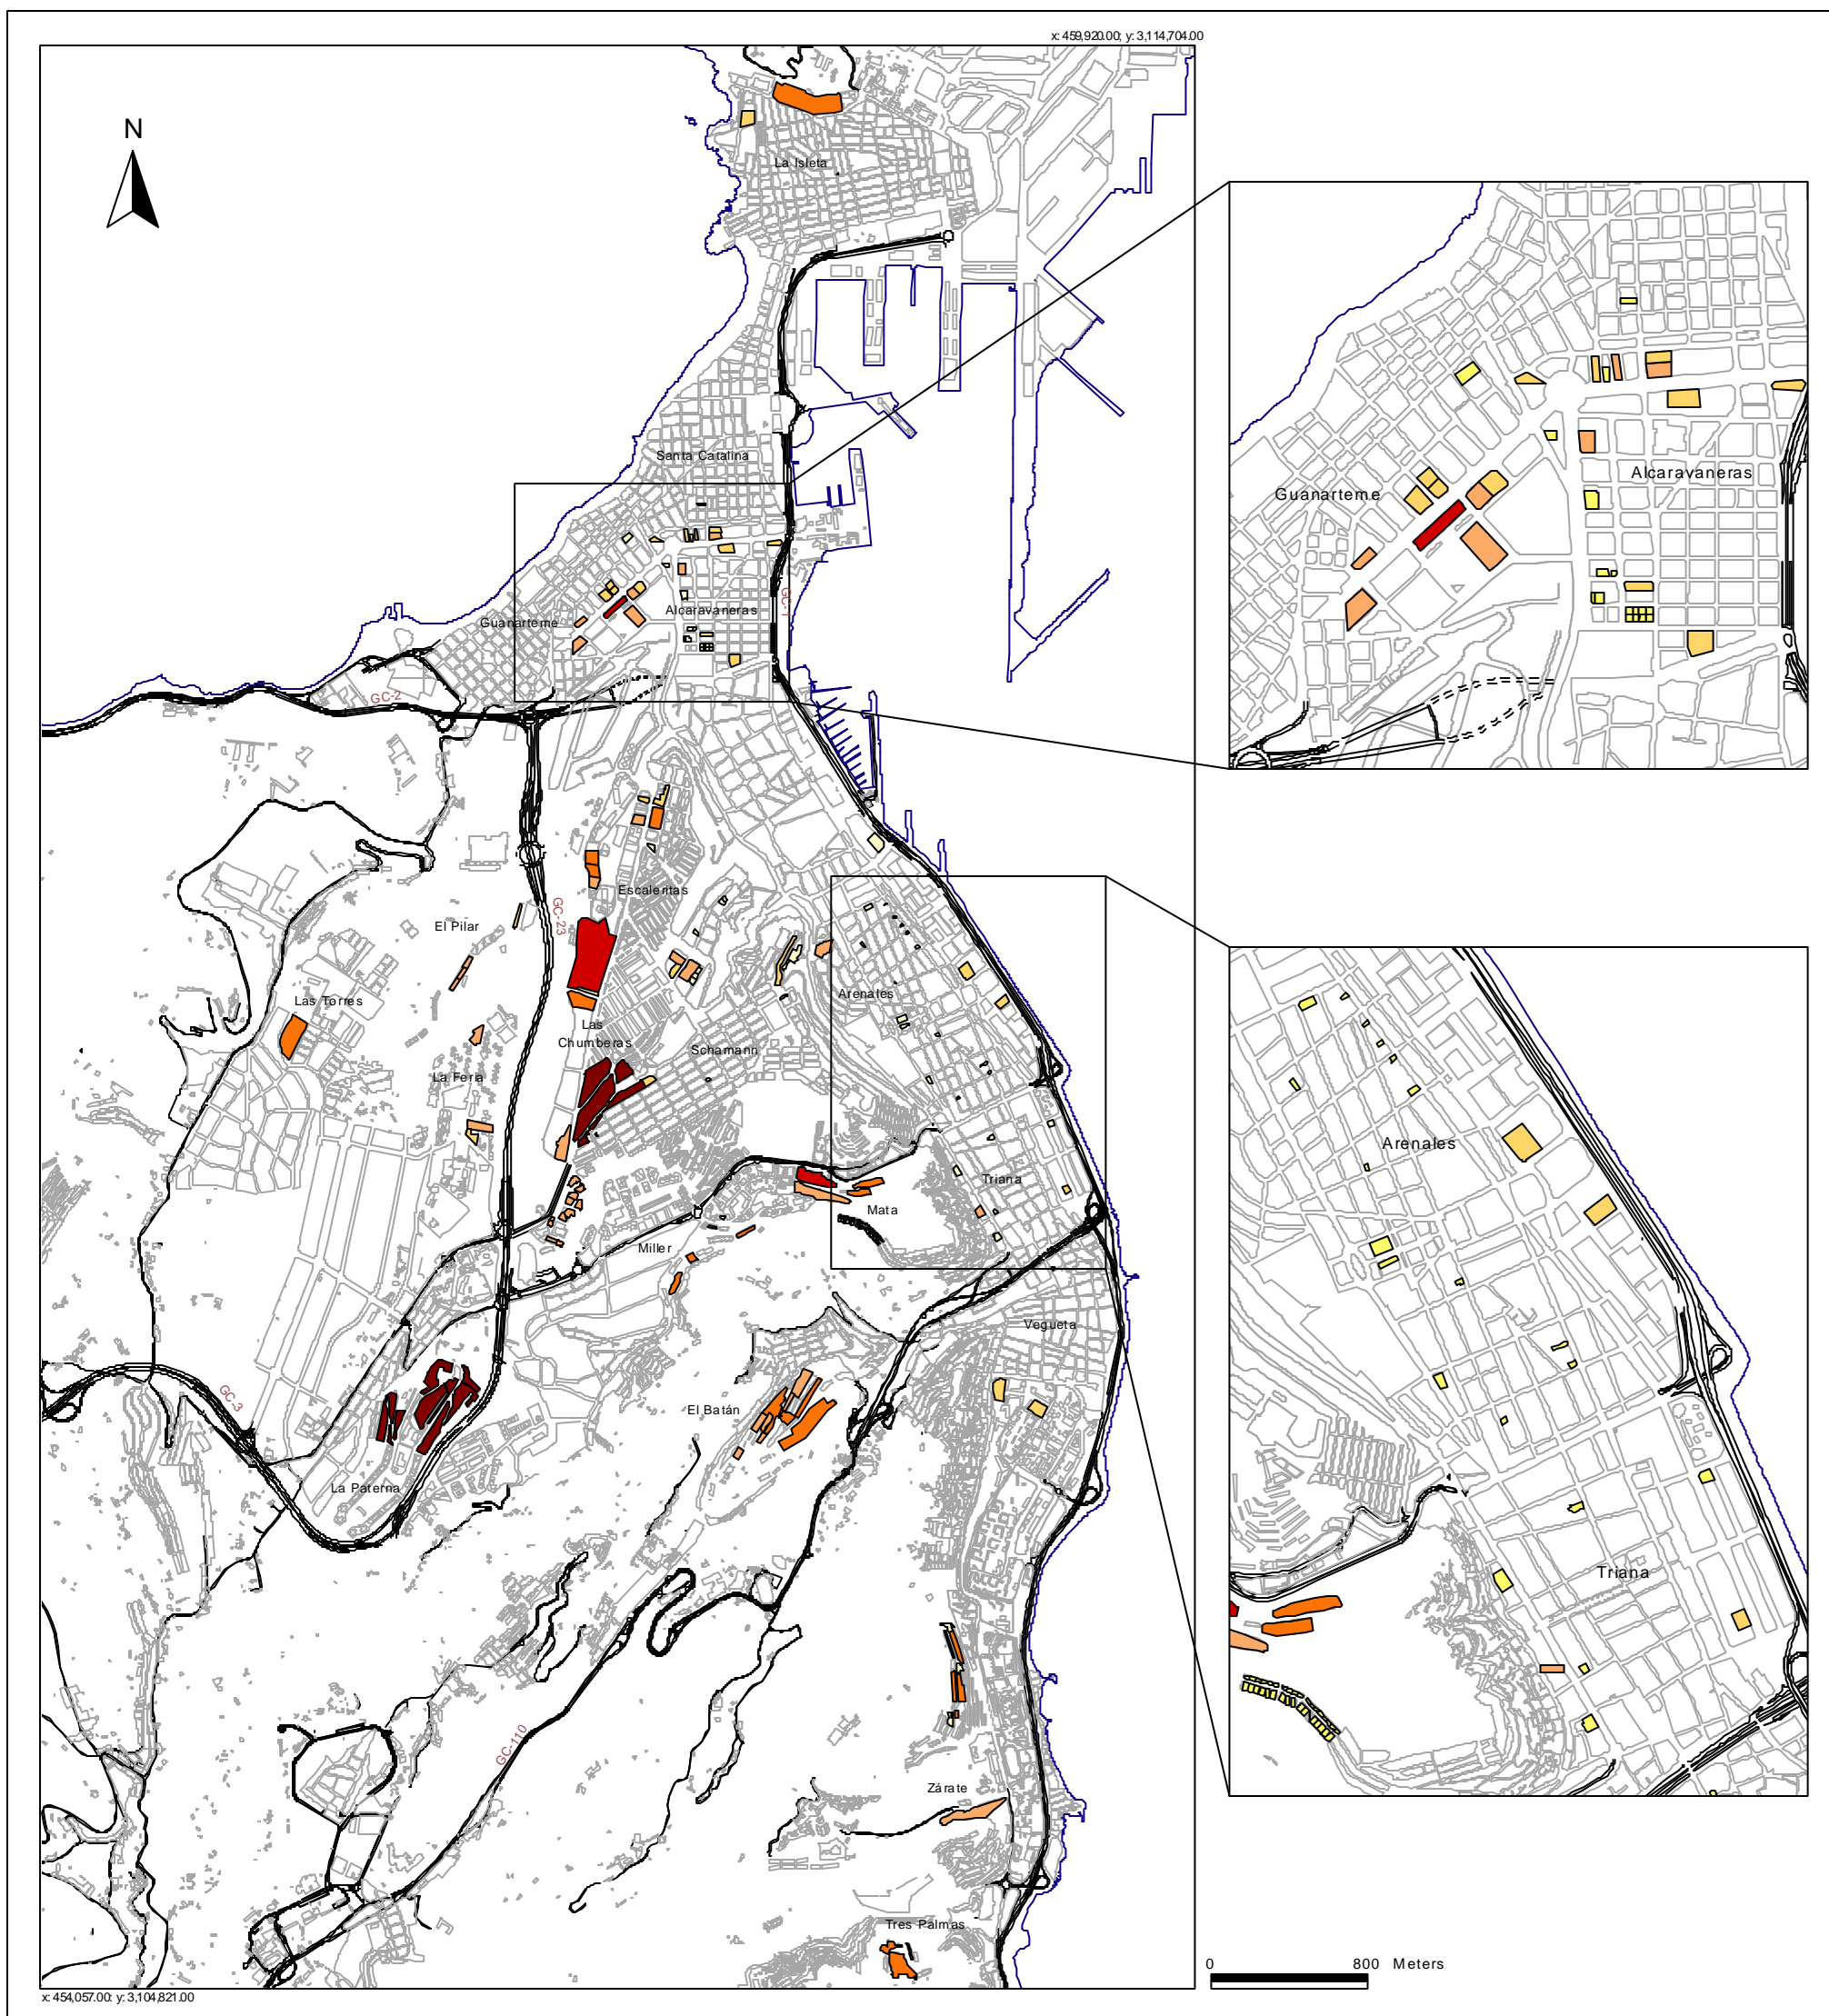 x: 459,920.00; y: 3,114,704.00
N
La Isleta
Santa Catalina
Guanarteme
Alcaravaneras
GC-1
GC-2
Guanarteme
Alcaravaneras
Escaleritas
El Pilar
GC-23
Las Torres
Las
Chumberas
Schamann
La Feria
Arenales
Triana
Mata
Miller
Vegueta
GC-3
El Batán
La Paterna
GC-110
Zárate
Tres Palmas
Arenales
Triana
0 800 Meters
x: 454,057.00: y: 3,104,821.00